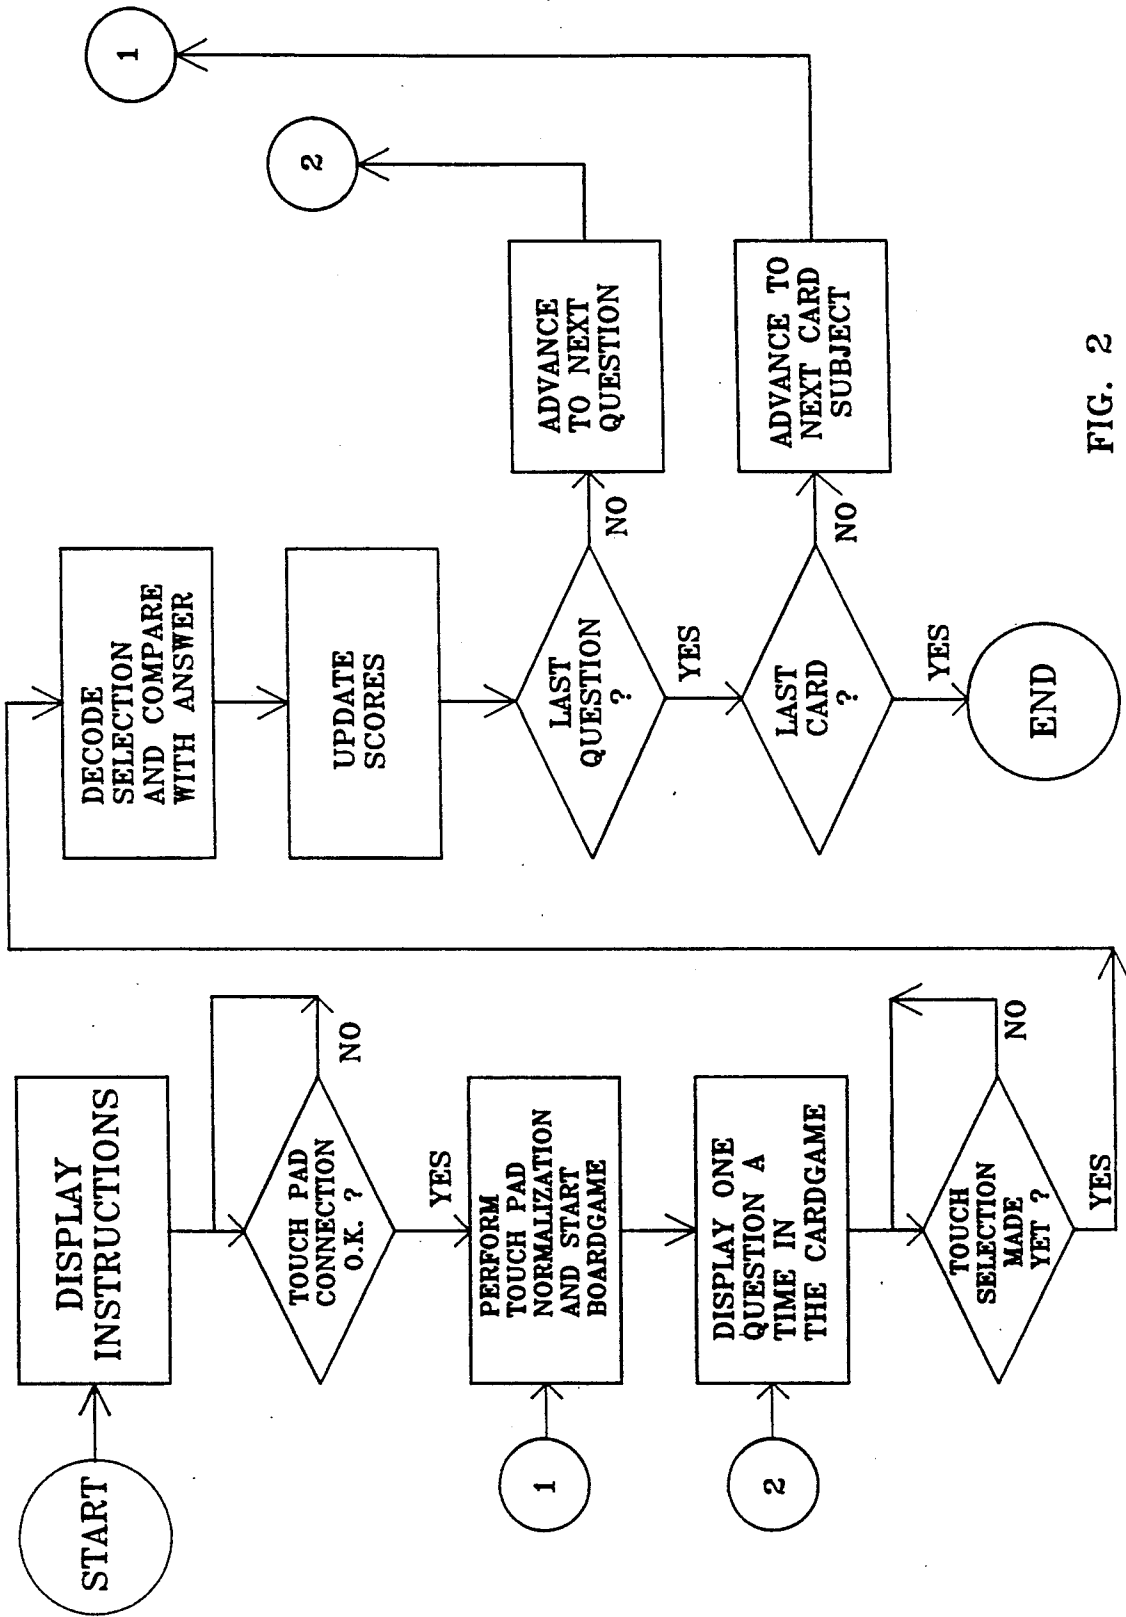 START
DISPLAY
INSTRUCTIONS
TOUCH PAD
CONNECTION
O.K. ?
NO
YES
1
PERFORM
TOUCH PAD
NORMALIZATION
AND START
BOARDGAME
2
DISPLAY ONE
QUESTION A
TIME IN
THE CARDGAME
TOUCH
SELECTION
MADE
YET ?
NO
YES
DECODE
SELECTION
AND COMPARE
WITH ANSWER
UPDATE
SCORES
LAST
QUESTION
?
NO
YES
ADVANCE
TO NEXT
QUESTION
2
LAST
CARD
?
NO
YES
ADVANCE TO
NEXT CARD
SUBJECT
1
END
FIG. 2